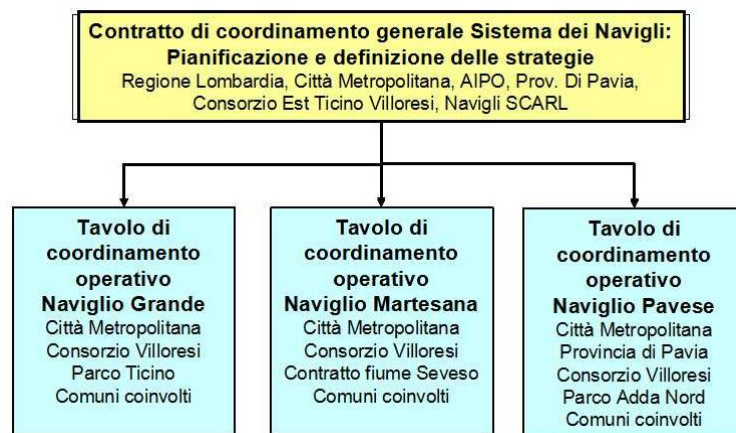 Contratto di coordinamento generale Sistema dei Navigli:
Pianificazione e definizione delle strategie
Regione Lombardia, Città Metropolitana, AIPO, Prov. Di Pavia,
Consorzio Est Ticino Villoresi, Navigli SCARL
Tavolo di
coordinamento
operativo
Naviglio Grande
Città Metropolitana
Consorzio Villoresi
Parco Ticino
Comuni coinvolti
Tavolo di
coordinamento
operativo
Naviglio Martesana
Città Metropolitana
Consorzio Villoresi
Contratto fiume Seveso
Comuni coinvolti
Tavolo di
coordinamento
operativo
Naviglio Pavese
Città Metropolitana
Provincia di Pavia
Consorzio Villoresi
Parco Adda Nord
Comuni coinvolti